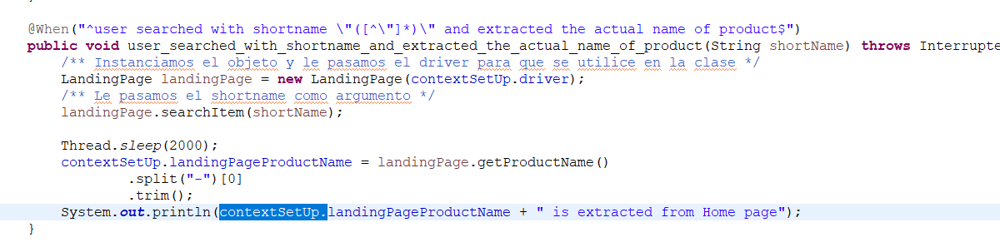 @When("^user searched with shortname \"([^\"]*)\" and extracted the actual name of product$")
public void user_searched_with_shortname_and_extracted_the_actual_name_of_product(String shortName) throws Interrupte
/** Instanciamos el objeto y le pasamos el driver para que se utilice en la clase */
LandingPage landingPage = new LandingPage(contextSetUp.driver);
/** Le pasamos el shortname como argumento */
landingPage.searchItem(shortName);
Thread.sleep(2000);
contextSetUp.landingPageProductName = landingPage.getProductName()
.split("-")[0]
.trim();
System.out.println(contextSetUp.landingPageProductName + " is extracted from Home page");
}